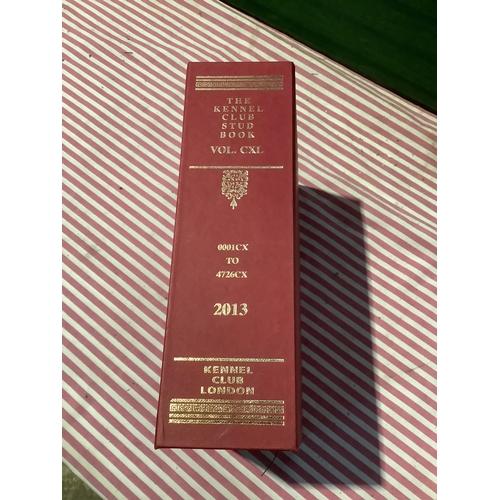 THE
KENNEL
CLUB
STUD
BOOK
VOL. CXL
0001CX
TO
4726CX
2013
KENNEL
CLUB
LONDON